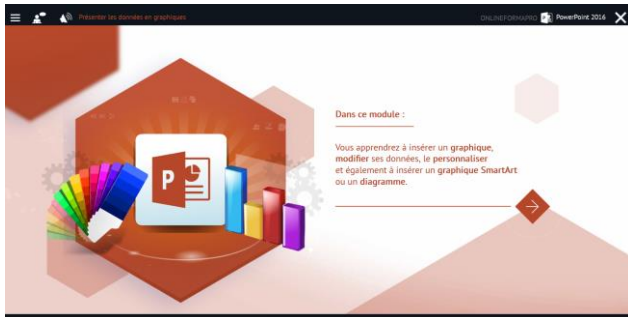 Présenter les données en graphiques
ONLINEFORMAPRO PowerPoint 2016
Dans ce module :
Vous apprendrez à insérer un graphique,
modifier ses données, le personnaliser
et également à insérer un graphique SmartArt
ou un diagramme.
P